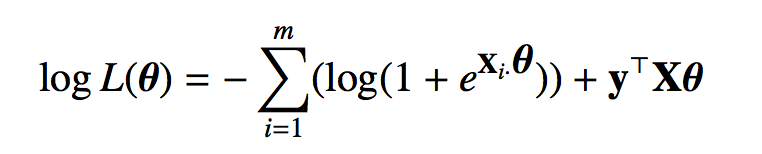 log L(θ) = − ∑_{i=1}^{m} (log(1 + e^{X_{i.}θ})) + y^⊤Xθ